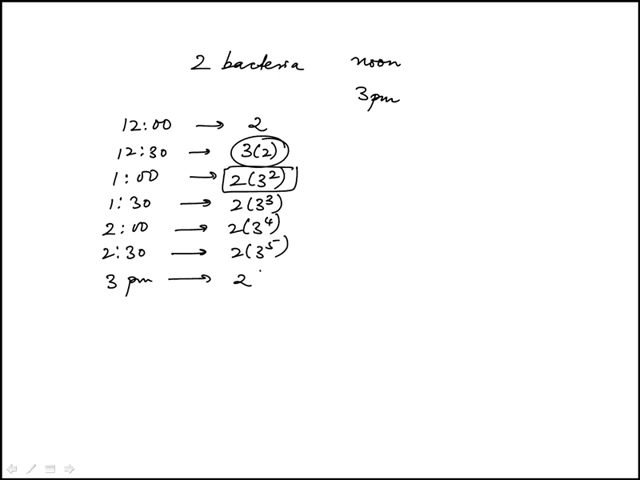 2 bacteria noon
3pm
12:00 → 2
12:30 → 3(2)
1:00 → 2(3²)
1:30 → 2(3³)
2:00 → 2(3⁴)
2:30 → 2(3⁵)
3 pm → 2